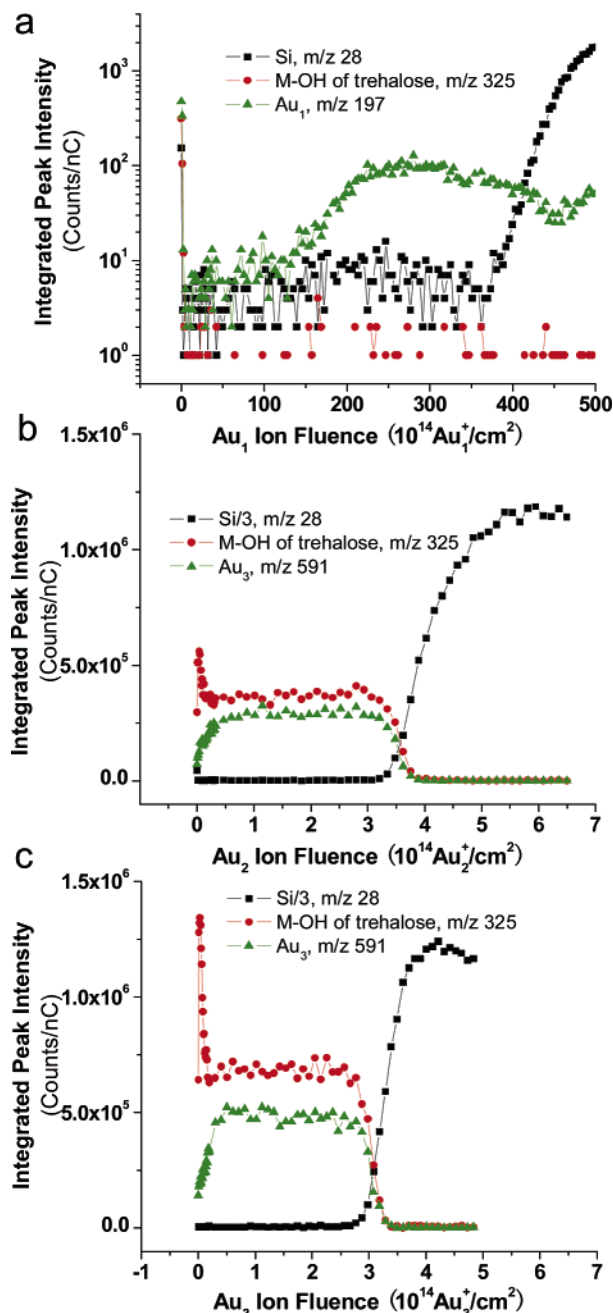 a
Si, m/z 28
M-OH of trehalose, m/z 325
Au₁, m/z 197
Integrated Peak Intensity
(Counts/nC)
10³
10²
10¹
10⁰
0 100 200 300 400 500
Au₁ Ion Fluence (10¹⁴Au₁⁺/cm²)
b
1.5x10⁶
Si/3, m/z 28
M-OH of trehalose, m/z 325
Au₃, m/z 591
Integrated Peak Intensity
(Counts/nC)
1.0x10⁶
5.0x10⁵
0.0
0 1 2 3 4 5 6 7
Au₂ Ion Fluence (10¹⁴Au₂⁺/cm²)
c
1.5x10⁶
Si/3, m/z 28
M-OH of trehalose, m/z 325
Au₃, m/z 591
Integrated Peak Intensity
(Counts/nC)
1.0x10⁶
5.0x10⁵
0.0
-1 0 1 2 3 4 5 6 7
Au₃ Ion Fluence (10¹⁴Au₃⁺/cm²)